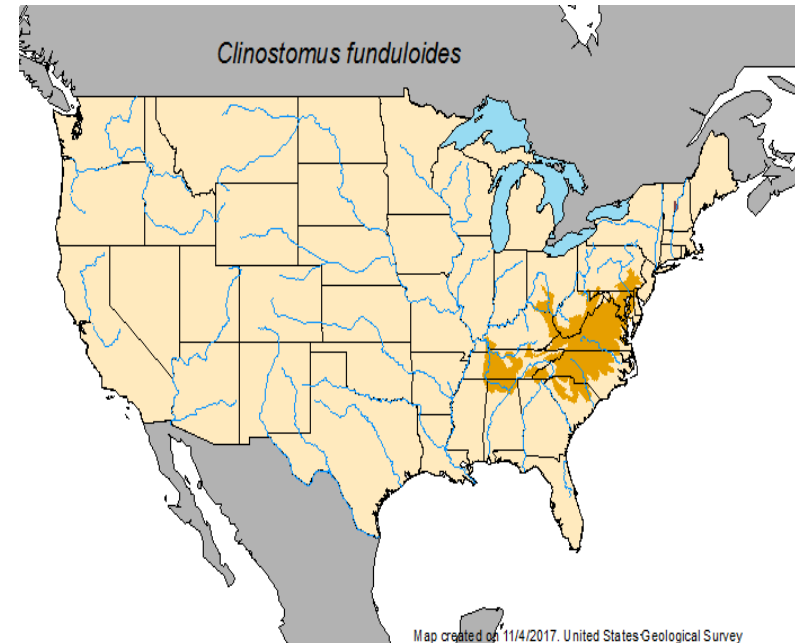 Clinostomus funduloides
Map created on 11/4/2017. United States Geological Survey